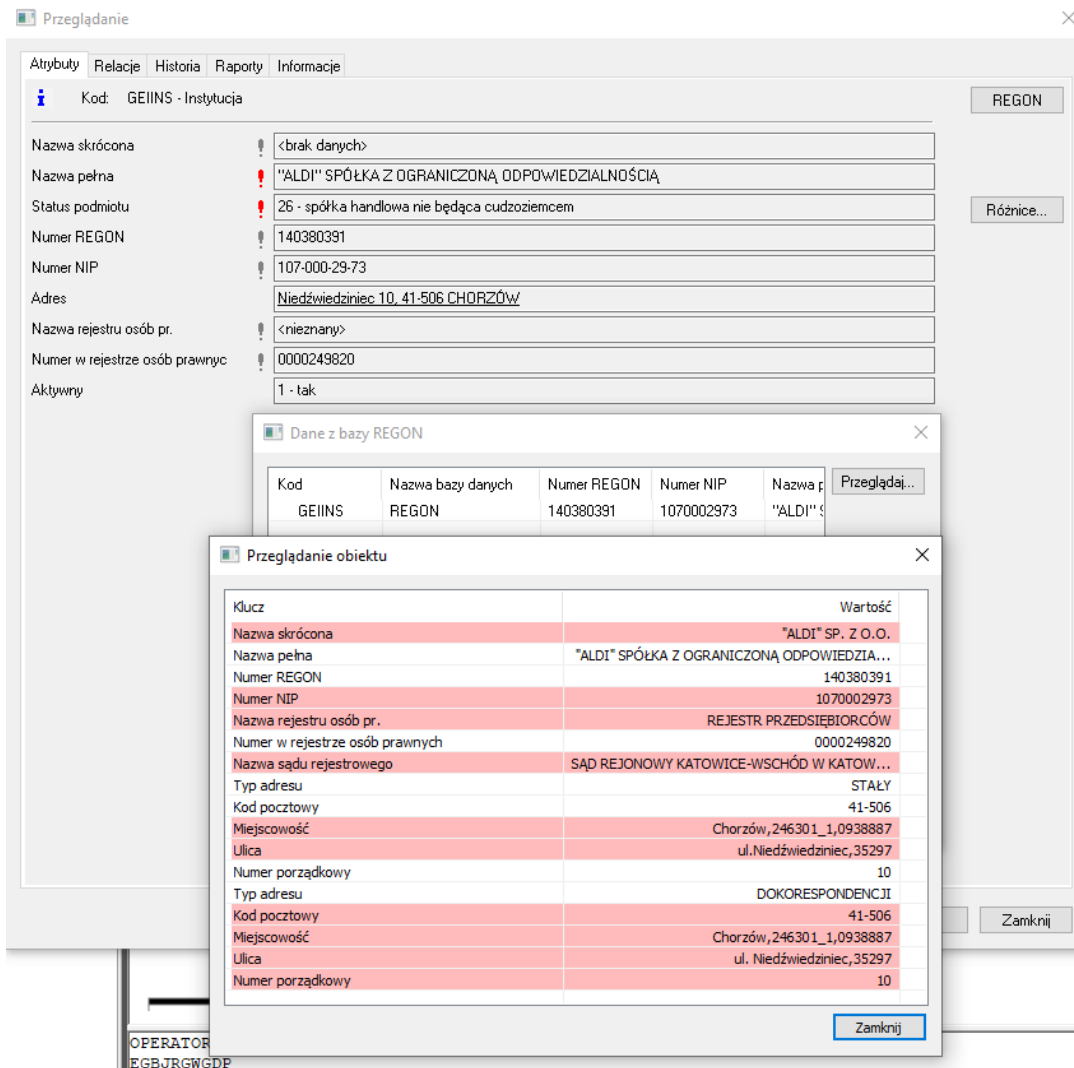 Przeglądanie
Atrybuty Relacje Historia Raporty Informacje
Kod: GEIINS - Instytucja REGON
Nazwa skrócona <brak danych>
Nazwa pełna "ALDI" SPÓŁKA Z OGRANICZONĄ ODPOWIEDZIALNOŚCIĄ
Status podmiotu 26 - spółka handlowa nie będąca cudzoziemcem Różnice...
Numer REGON 140380391
Numer NIP 107-000-29-73
Adres Niedźwiedziniec 10, 41-506 CHORZÓW
Nazwa rejestru osób pr. <nieznany>
Numer w rejestrze osób prawnyc 0000249820
Aktywny 1 - tak
Dane z bazy REGON
Kod Nazwa bazy danych Numer REGON Numer NIP Nazwa p Przeglądaj...
GEIINS REGON 140380391 1070002973 "ALDI" S
Przeglądanie obiektu
Klucz Wartość
Nazwa skrócona "ALDI" SP. Z O.O.
Nazwa pełna "ALDI" SPÓŁKA Z OGRANICZONĄ ODPOWIEDZIA...
Numer REGON 140380391
Numer NIP 1070002973
Nazwa rejestru osób pr. REJESTR PRZEDSIĘBIORCÓW
Numer w rejestrze osób prawnych 0000249820
Nazwa sądu rejestrowego SĄD REJONOWY KATOWICE-WSCHÓD W KATOW...
Typ adresu STAŁY
Kod pocztowy 41-506
Miejscowość Chorzów,246301_1,0938887
Ulica ul.Niedźwiedziniec,35297
Numer porządkowy 10
Typ adresu DOKORESPONDENCJI
Kod pocztowy 41-506
Miejscowość Chorzów,246301_1,0938887
Ulica ul. Niedźwiedziniec,35297
Numer porządkowy 10
Zamknij
Zamknij
OPERATOR
EGBJRGWGDP